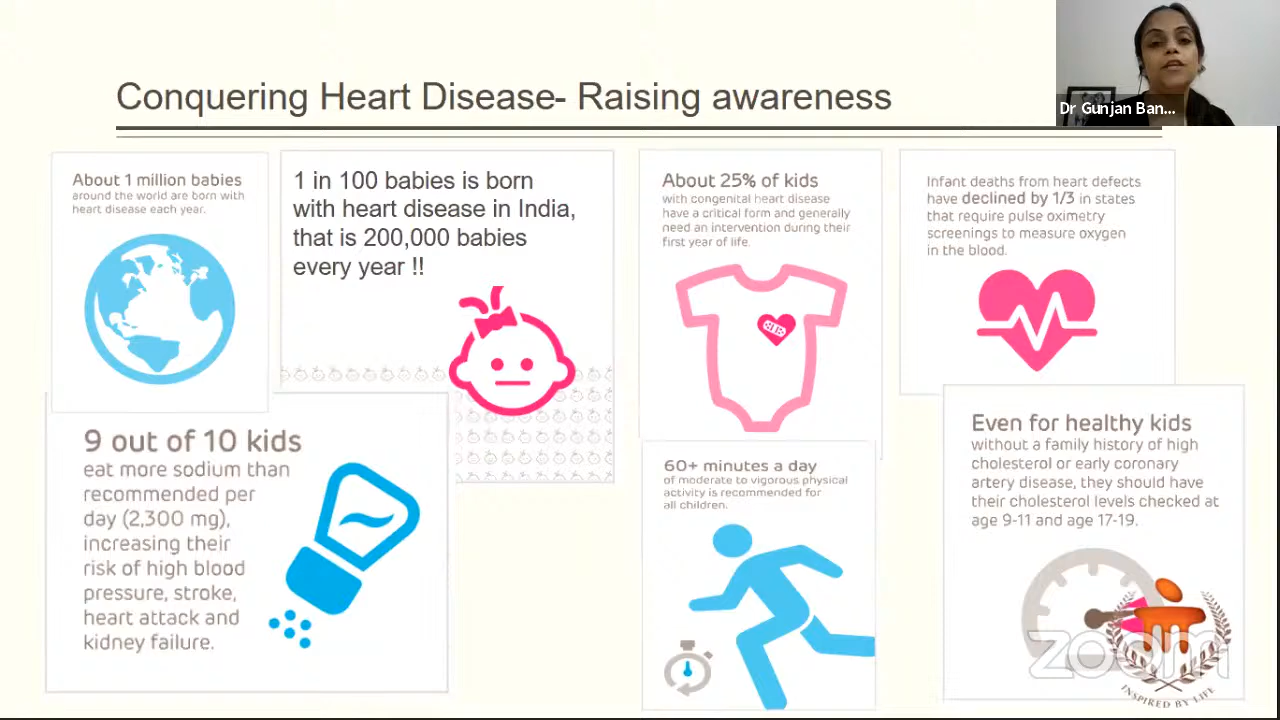 Conquering Heart Disease- Raising awareness
Dr Gunjan Ban...
About 1 million babies
around the world are born with
heart disease each year.
1 in 100 babies is born
with heart disease in India,
that is 200,000 babies
every year !!
About 25% of kids
with congenital heart disease
have a critical form and generally
need an intervention during their
first year of life.
Infant deaths from heart defects
have declined by 1/3 in states
that require pulse oximetry
screenings to measure oxygen
in the blood.
9 out of 10 kids
eat more sodium than
recommended per
day (2,300 mg),
increasing their
risk of high blood
pressure, stroke,
heart attack and
kidney failure.
60+ minutes a day
of moderate to vigorous physical
activity is recommended for
all children.
Even for healthy kids
without a family history of high
cholesterol or early coronary
artery disease, they should have
their cholesterol levels checked at
age 9-11 and age 17-19.
zoom
INSPIRED BY LIFE